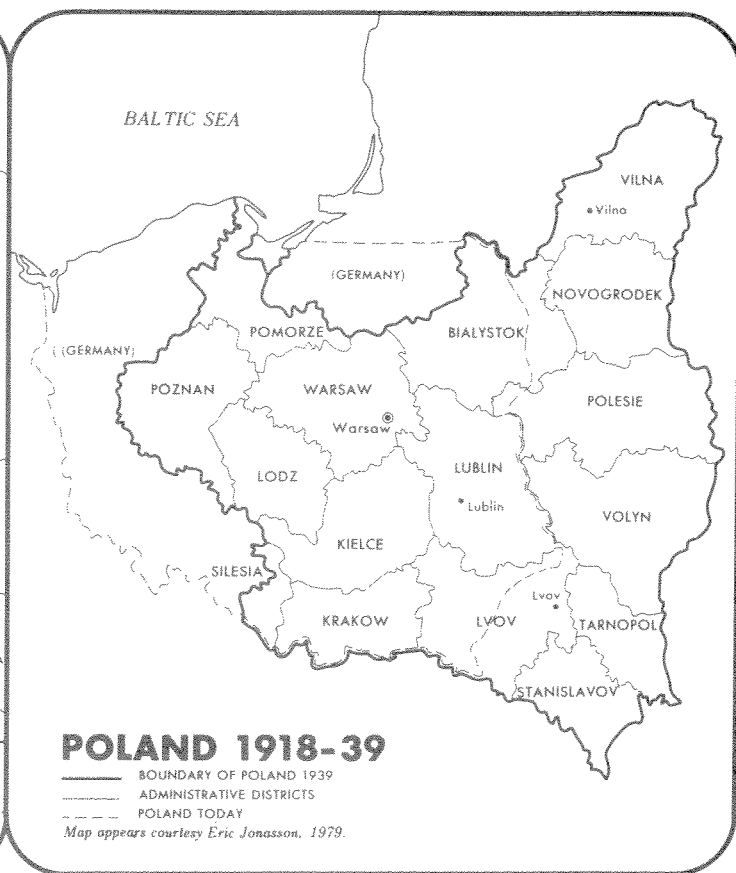 BALTIC SEA
VILNA
Vilna
(GERMANY)
NOVOGRODEK
POMORZE
BIALYSTOK
(GERMANY)
POZNAN
WARSAW
POLESIE
Warsaw
LODZ
LUBLIN
Lublin
VOLYN
KIELCE
SILESIA
Lvov
KRAKOW
LVOV
TARNOPOL
STANISLAVOV
POLAND 1918-39
BOUNDARY OF POLAND 1939
ADMINISTRATIVE DISTRICTS
POLAND TODAY
Map appears courtesy Eric Jonasson, 1979.